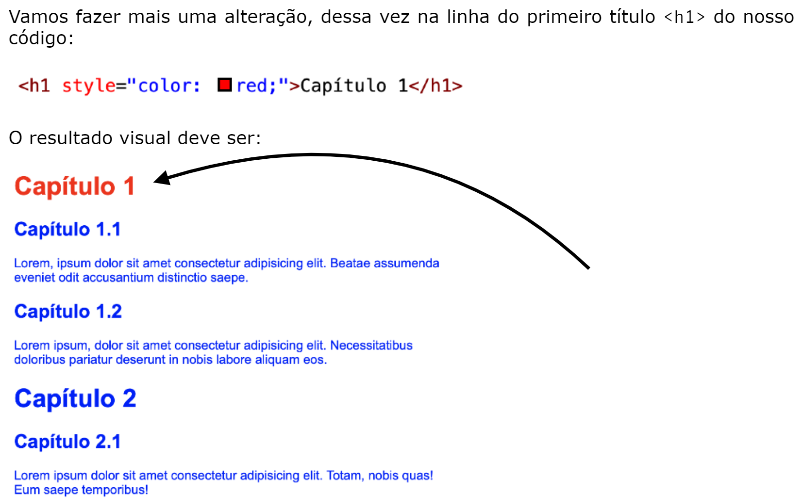 Vamos fazer mais uma alteração, dessa vez na linha do primeiro título <h1> do nosso
código:
<h1 style="color: red;">Capítulo 1</h1>
O resultado visual deve ser:
Capítulo 1
Capítulo 1.1
Lorem, ipsum dolor sit amet consectetur adipisicing elit. Beatae assumenda
eveniet odit accusantium distinctio saepe.
Capítulo 1.2
Lorem ipsum, dolor sit amet consectetur adipisicing elit. Necessitatibus
doloribus pariatur deserunt in nobis labore aliquam eos.
Capítulo 2
Capítulo 2.1
Lorem ipsum dolor sit amet consectetur adipisicing elit. Totam, nobis quas!
Eum saepe temporibus!